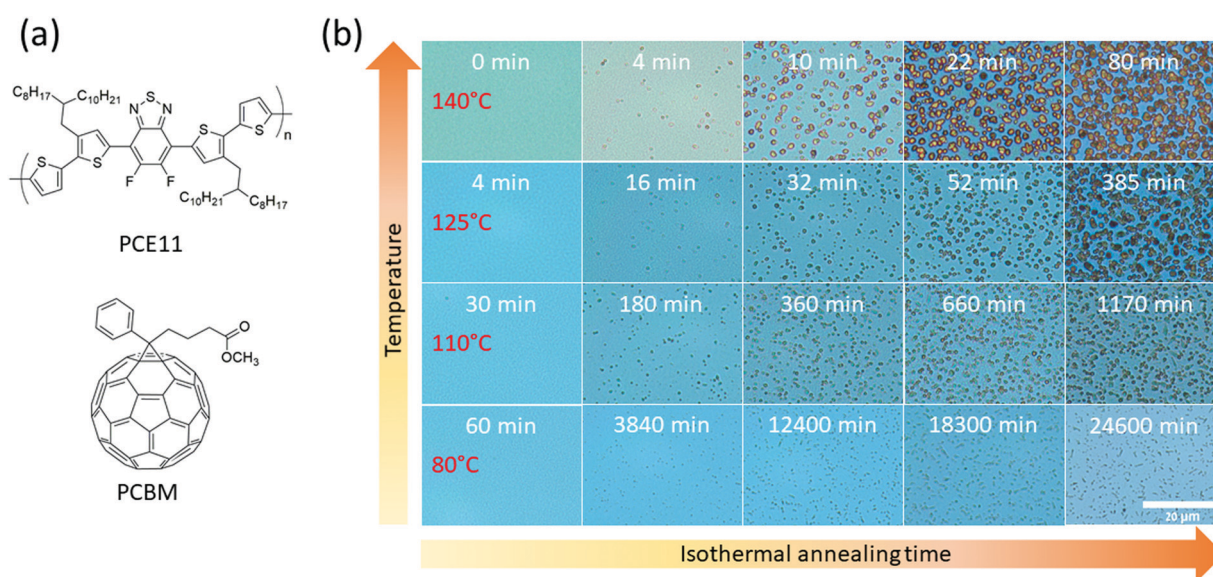 (a)
C8H17
C10H21
N
S
N
S
S
n
S
S
F
F
C10H21
C8H17
PCE11
O
OCH3
PCBM
(b)
Temperature
0 min
4 min
10 min
22 min
80 min
140°C
4 min
16 min
32 min
52 min
385 min
125°C
30 min
180 min
360 min
660 min
1170 min
110°C
60 min
3840 min
12400 min
18300 min
24600 min
80°C
20 µm
Isothermal annealing time